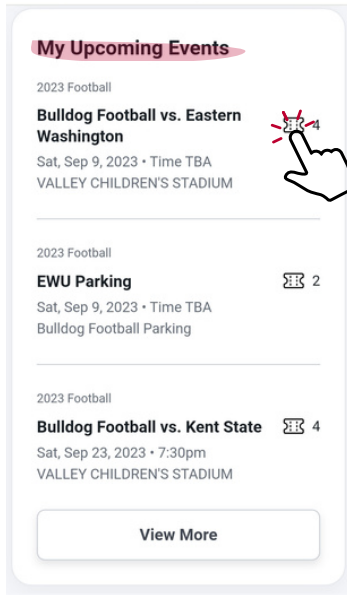 My Upcoming Events
2023 Football
Bulldog Football vs. Eastern
Washington
4
Sat, Sep 9, 2023 • Time TBA
VALLEY CHILDREN'S STADIUM
2023 Football
EWU Parking
2
Sat, Sep 9, 2023 • Time TBA
Bulldog Football Parking
2023 Football
Bulldog Football vs. Kent State
4
Sat, Sep 23, 2023 • 7:30pm
VALLEY CHILDREN'S STADIUM
View More